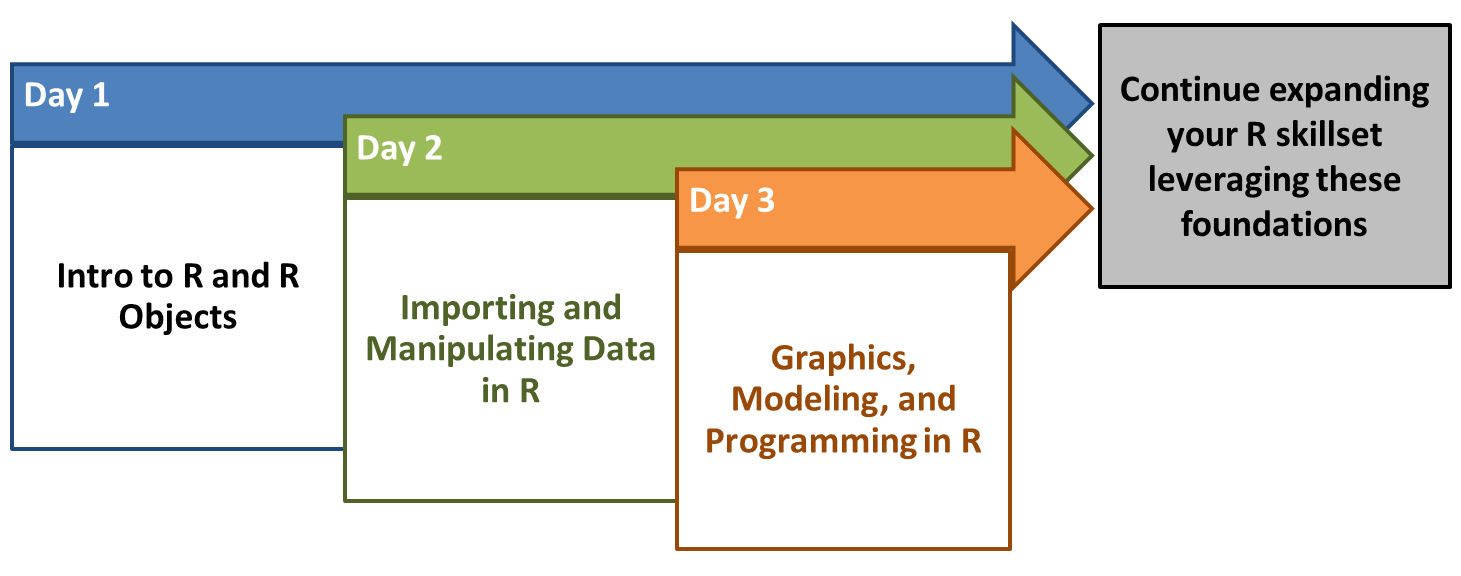 Day 1
Intro to R and R
Objects
Day 2
Importing and
Manipulating Data
in R
Day 3
Graphics,
Modeling, and
Programming in R
Continue expanding
your R skillset
leveraging these
foundations